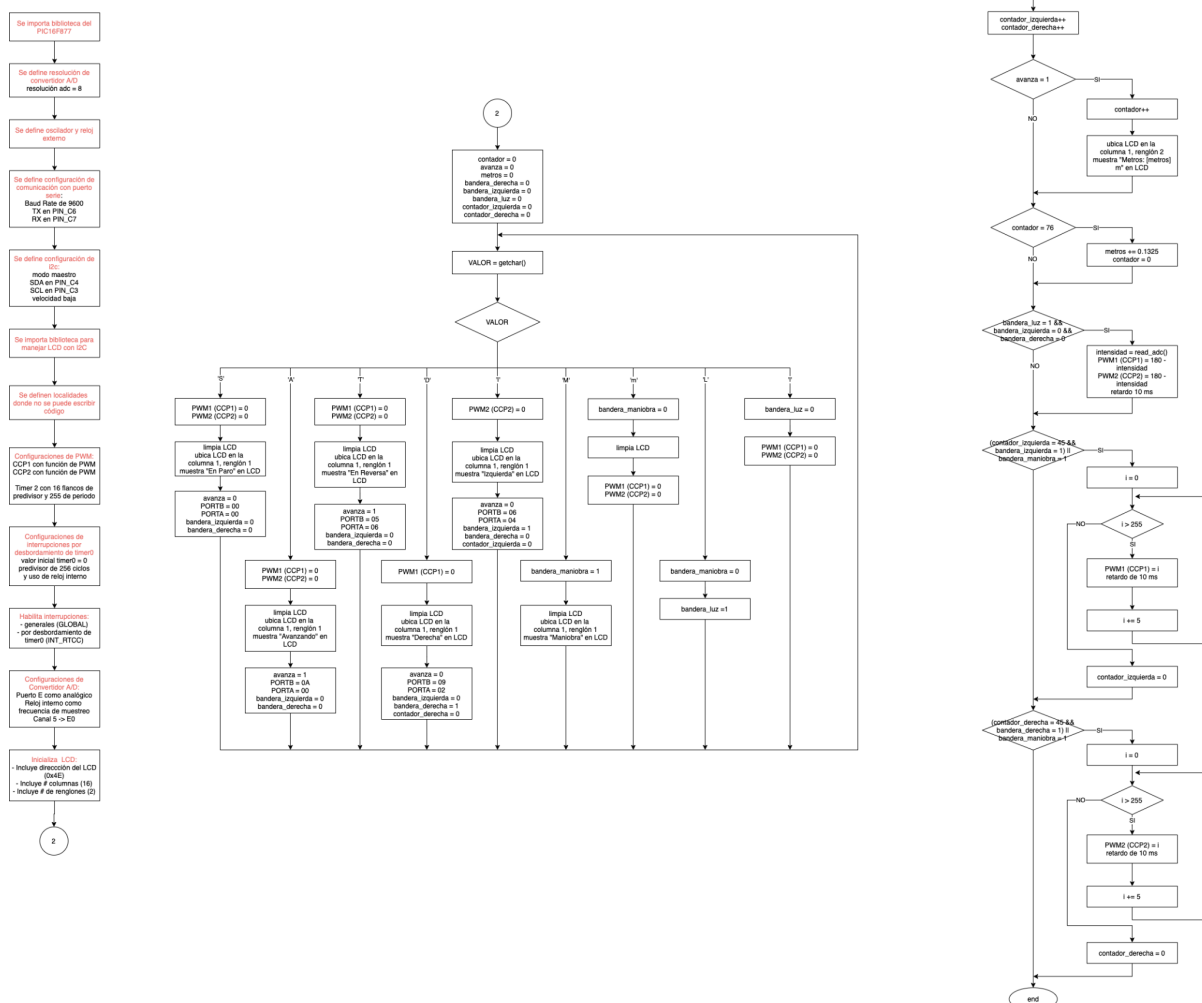 Se importa biblioteca del
PIC16F877
Se define resolución de
convertidor A/D
resolución adc = 8
Se define oscilador y reloj
externo
Se define configuración de
comunicación con puerto
serie:
Baud Rate de 9600
TX en PIN_C6
RX en PIN_C7
Se define configuración de
i2c:
modo maestro
SDA en PIN_C4
SCL en PIN_C3
velocidad baja
Se importa biblioteca para
manejar LCD con I2C
Se definen localidades
donde no se puede escribir
código
Configuraciones de PWM:
CCP1 con función de PWM
CCP2 con función de PWM
Timer 2 con 16 flancos de
predivisor y 255 de periodo
Configuraciones de
interrupciones por
desbordamiento de timer0
valor inicial timer0 = 0
predivisor de 256 ciclos
y uso de reloj interno
Habilita interrupciones:
- generales (GLOBAL)
- por desbordamiento de
timer0 (INT_RTCC)
Configuraciones de
Convertidor A/D:
Puerto E como analógico
Reloj interno como
frecuencia de muestreo
Canal 5 -> E0
Inicializa LCD:
- Incluye direccción del LCD
(0x4E)
- Incluye # columnas (16)
- Incluye # de renglones (2)
2
2
contador = 0
avanza = 0
metros = 0
bandera_derecha = 0
bandera_izquierda = 0
bandera_luz = 0
contador_izquierda = 0
contador_derecha = 0
VALOR = getchar()
VALOR
'S'
PWM1 (CCP1) = 0
PWM2 (CCP2) = 0
limpia LCD
ubica LCD en la
columna 1, renglón 1
muestra "En Paro" en LCD
avanza = 0
PORTB = 00
PORTA = 00
bandera_izquierda = 0
bandera_derecha = 0
'A'
PWM1 (CCP1) = 0
PWM2 (CCP2) = 0
limpia LCD
ubica LCD en la
columna 1, renglón 1
muestra "Avanzando" en
LCD
avanza = 1
PORTB = 0A
PORTA = 00
bandera_izquierda = 0
bandera_derecha = 0
'T'
PWM1 (CCP1) = 0
PWM2 (CCP2) = 0
limpia LCD
ubica LCD en la
columna 1, renglón 1
muestra "En Reversa" en
LCD
avanza = 1
PORTB = 05
PORTA = 06
bandera_izquierda = 0
bandera_derecha = 0
'D'
PWM1 (CCP1) = 0
limpia LCD
ubica LCD en la
columna 1, renglón 1
muestra "Derecha" en LCD
avanza = 0
PORTB = 09
PORTA = 02
bandera_izquierda = 0
bandera_derecha = 1
contador_derecha = 0
PWM2 (CCP2) = 0
limpia LCD
ubica LCD en la
columna 1, renglón 1
muestra "Izquierda" en LCD
avanza = 0
PORTB = 06
PORTA = 04
bandera_izquierda = 1
bandera_derecha = 0
contador_izquierda = 0
'M'
bandera_maniobra = 1
limpia LCD
ubica LCD en la
columna 1, renglón 1
muestra "Maniobra" en LCD
'm'
bandera_maniobra = 0
limpia LCD
PWM1 (CCP1) = 0
PWM2 (CCP2) = 0
'L'
bandera_maniobra = 0
bandera_luz =1
bandera_luz = 0
PWM1 (CCP1) = 0
PWM2 (CCP2) = 0
contador_izquierda++
contador_derecha++
avanza = 1
SI
NO
contador++
ubica LCD en la
columna 1, renglón 2
muestra "Metros: [metros]
m" en LCD
contador = 76
SI
NO
metros += 0.1325
contador = 0
bandera_luz = 1 &&
bandera_izquierda = 0 &&
bandera_derecha = 0
SI
NO
intensidad = read_adc()
PWM1 (CCP1) = 180 -
intensidad
PWM2 (CCP2) = 180 -
intensidad
retardo 10 ms
(contador_izquierda = 45 &&
bandera_izquierda = 1) ||
bandera_maniobra = 1
SI
i = 0
i > 255
NO
SI
PWM1 (CCP1) = i
retardo de 10 ms
i += 5
contador_izquierda = 0
(contador_derecha = 45 &&
bandera_derecha = 1) ||
bandera_maniobra = 1
SI
i = 0
i > 255
NO
SI
PWM2 (CCP2) = i
retardo de 10 ms
i += 5
contador_derecha = 0
end